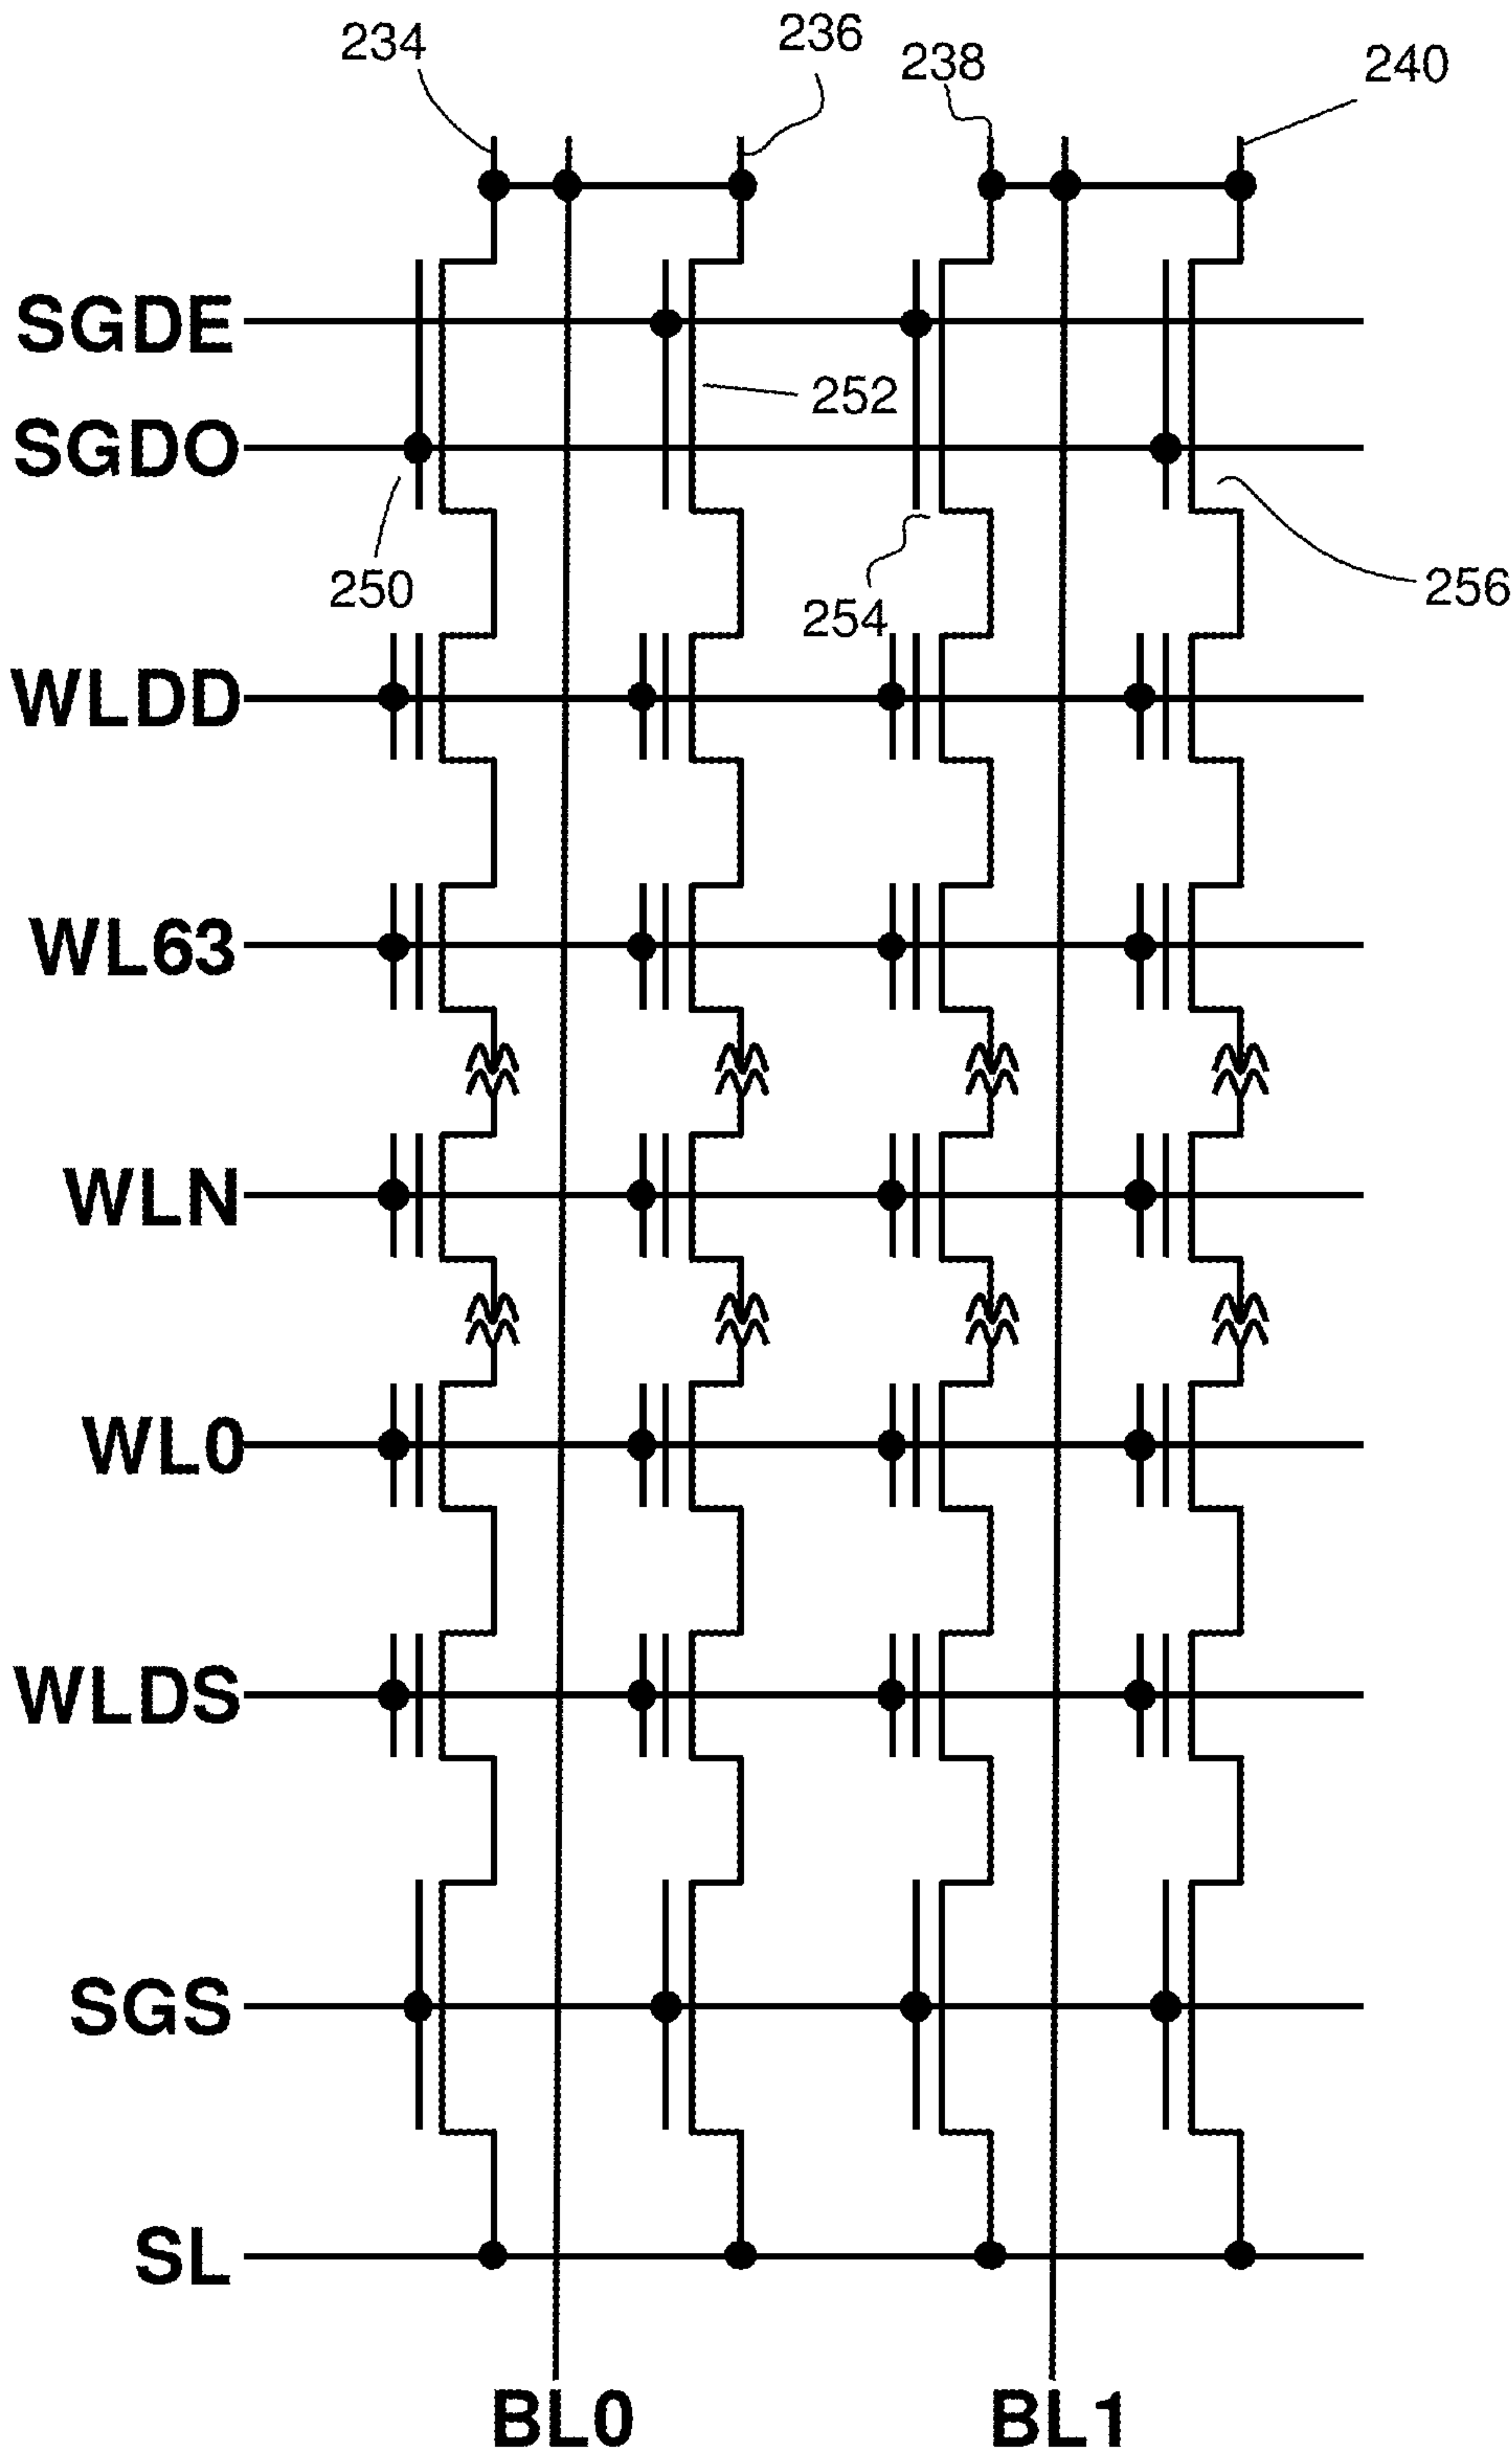 234
236
238
240
SGDE
252
SGDO
250
254
256
WLDD
WL63
WLN
WL0
WLDS
SGS
SL
BL0
BL1